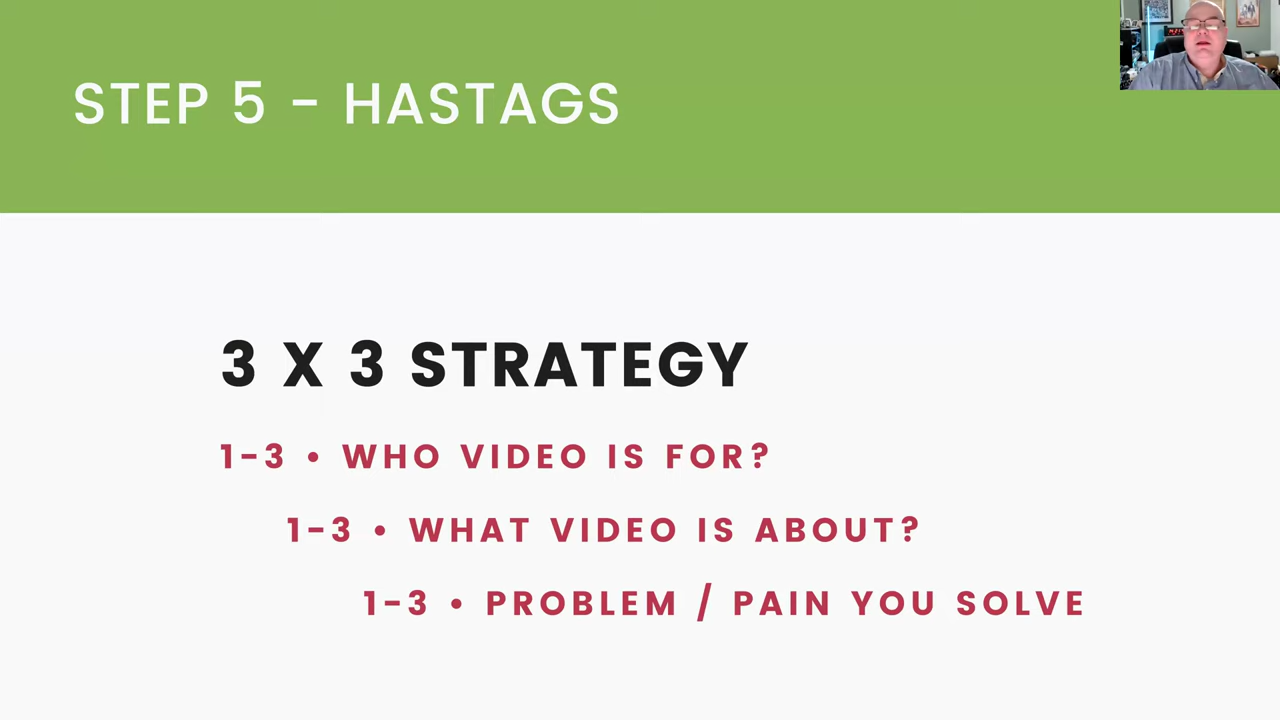 STEP 5 - HASTAGS
3 X 3 STRATEGY
1-3 • WHO VIDEO IS FOR?
1-3 • WHAT VIDEO IS ABOUT?
1-3 • PROBLEM / PAIN YOU SOLVE